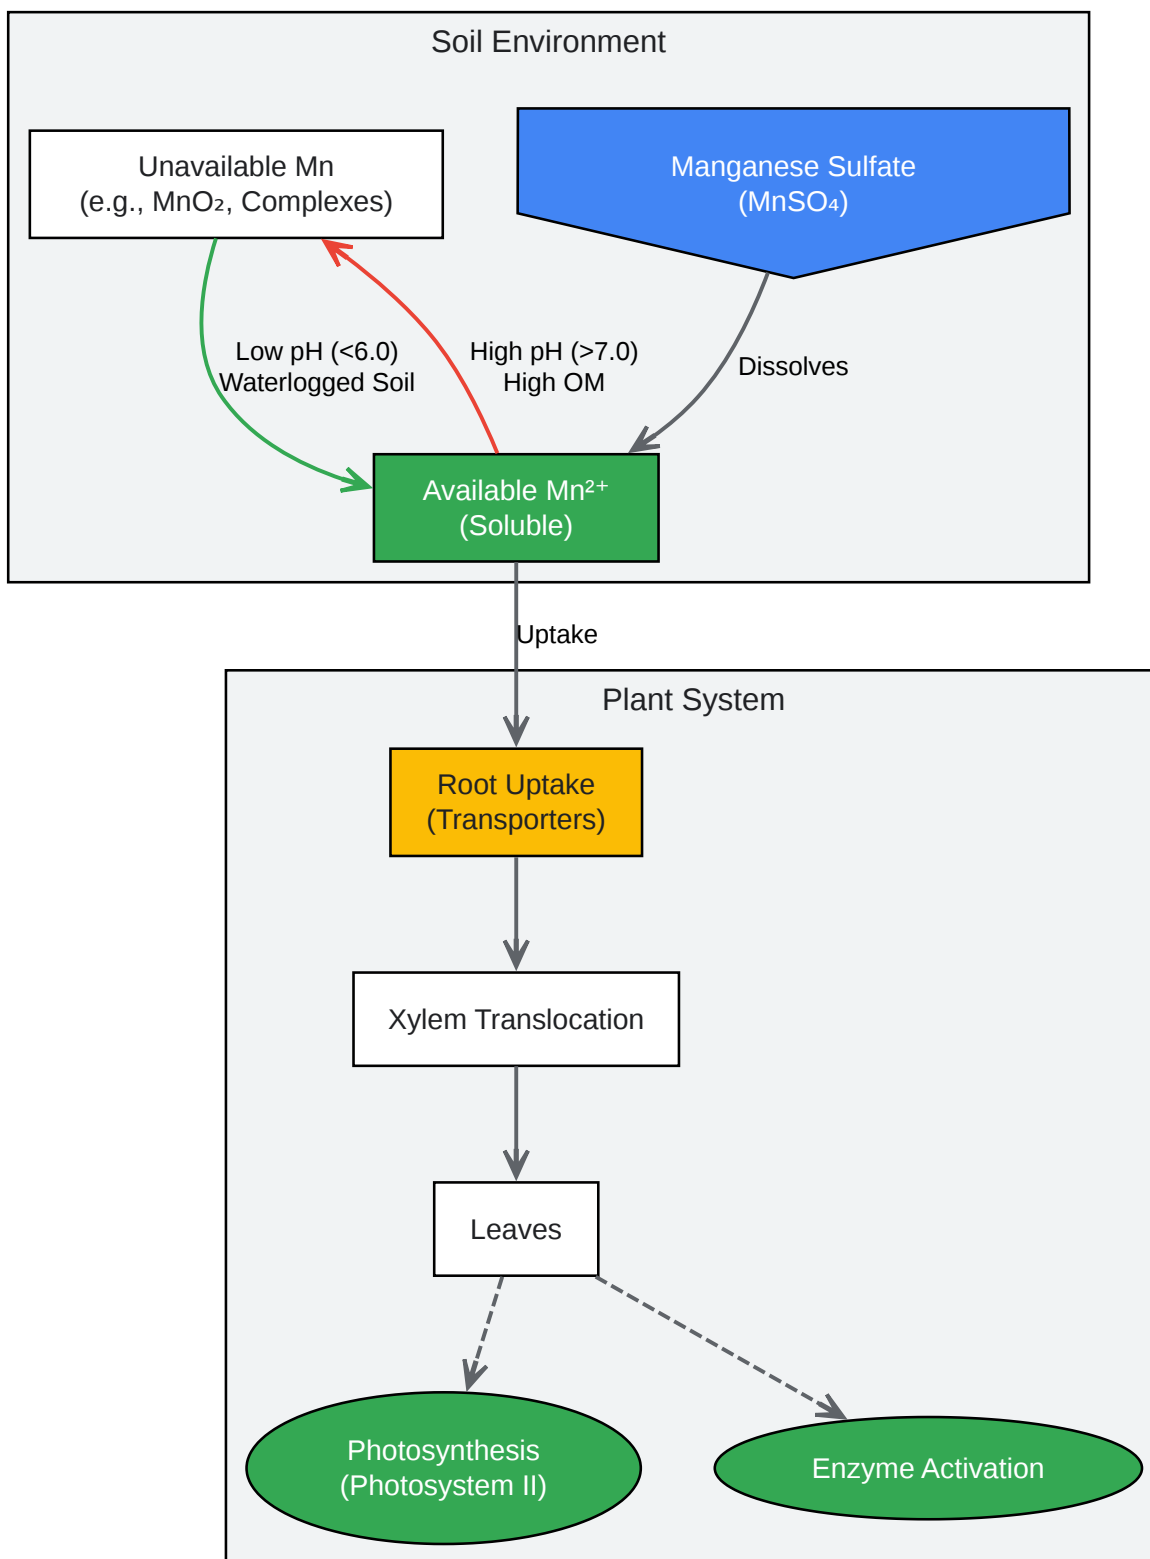 Soil Environment
Unavailable Mn
(e.g., MnO₂, Complexes)
Manganese Sulfate
(MnSO₄)
Low pH (<6.0)
Waterlogged Soil
High pH (>7.0)
High OM
Dissolves
Available Mn²⁺
(Soluble)
Uptake
Plant System
Root Uptake
(Transporters)
Xylem Translocation
Leaves
Photosynthesis
(Photosystem II)
Enzyme Activation